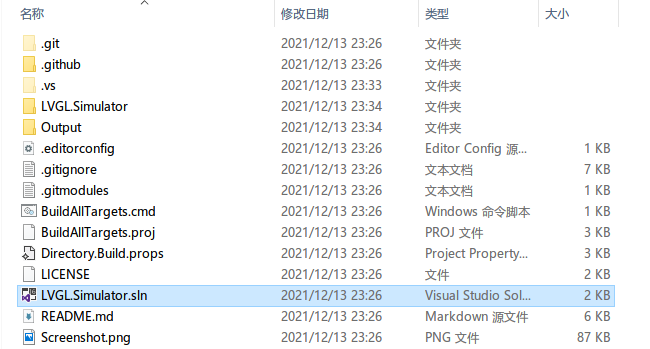 名称 修改日期 类型 大小
.git 2021/12/13 23:26 文件夹
.github 2021/12/13 23:26 文件夹
.vs 2021/12/13 23:33 文件夹
LVGL.Simulator 2021/12/13 23:34 文件夹
Output 2021/12/13 23:34 文件夹
.editorconfig 2021/12/13 23:26 Editor Config 源... 1 KB
.gitignore 2021/12/13 23:26 文本文档 7 KB
.gitmodules 2021/12/13 23:26 文本文档 1 KB
BuildAllTargets.cmd 2021/12/13 23:26 Windows 命令脚本 1 KB
BuildAllTargets.proj 2021/12/13 23:26 PROJ 文件 3 KB
Directory.Build.props 2021/12/13 23:26 Project Property... 3 KB
LICENSE 2021/12/13 23:26 文件 2 KB
LVGL.Simulator.sln 2021/12/13 23:26 Visual Studio Sol... 2 KB
README.md 2021/12/13 23:26 Markdown 源文件 6 KB
Screenshot.png 2021/12/13 23:26 PNG 文件 87 KB